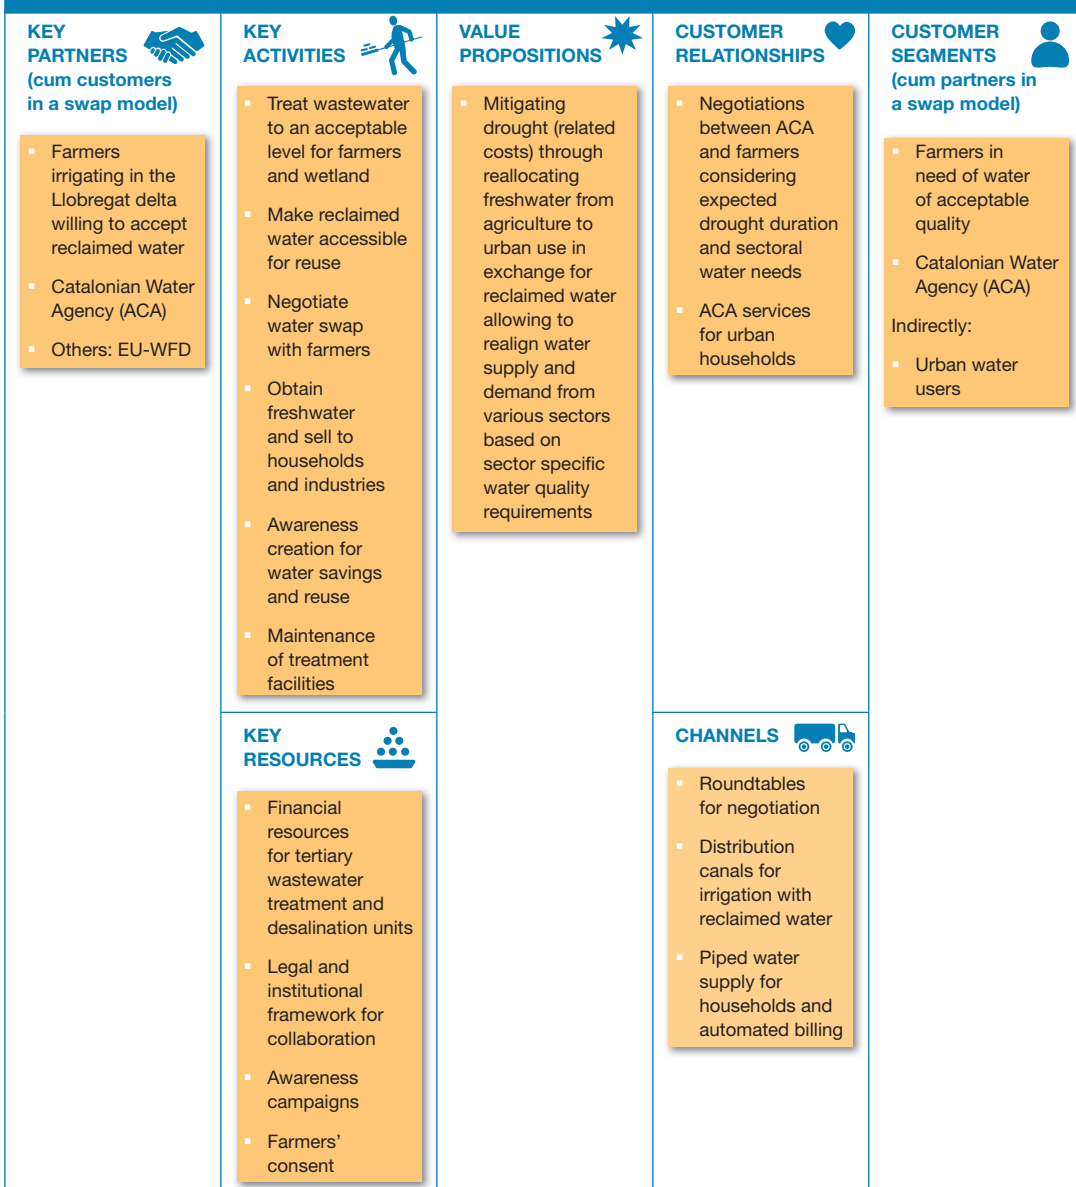 KEY
PARTNERS
(cum customers
in a swap model)
Farmers
irrigating in the
Llobregat delta
willing to accept
reclaimed water
Catalonian Water
Agency (ACA)
Others: EU-WFD
KEY
ACTIVITIES
Treat wastewater
to an acceptable
level for farmers
and wetland
Make reclaimed
water accessible
for reuse
Negotiate
water swap
with farmers
Obtain
freshwater
and sell to
households
and industries
Awareness
creation for
water savings
and reuse
Maintenance
of treatment
facilities
KEY
RESOURCES
Financial
resources
for tertiary
wastewater
treatment and
desalination units
Legal and
institutional
framework for
collaboration
Awareness
campaigns
Farmers'
consent
VALUE
PROPOSITIONS
Mitigating
drought (related
costs) through
reallocating
freshwater from
agriculture to
urban use in
exchange for
reclaimed water
allowing to
realign water
supply and
demand from
various sectors
based on
sector specific
water quality
requirements
CUSTOMER
RELATIONSHIPS
Negotiations
between ACA
and farmers
considering
expected
drought duration
and sectoral
water needs
ACA services
for urban
households
CHANNELS
Roundtables
for negotiation
Distribution
canals for
irrigation with
reclaimed water
Piped water
supply for
households and
automated billing
CUSTOMER
SEGMENTS
(cum partners in
a swap model)
Farmers in
need of water
of acceptable
quality
Catalonian Water
Agency (ACA)
Indirectly:
Urban water
users